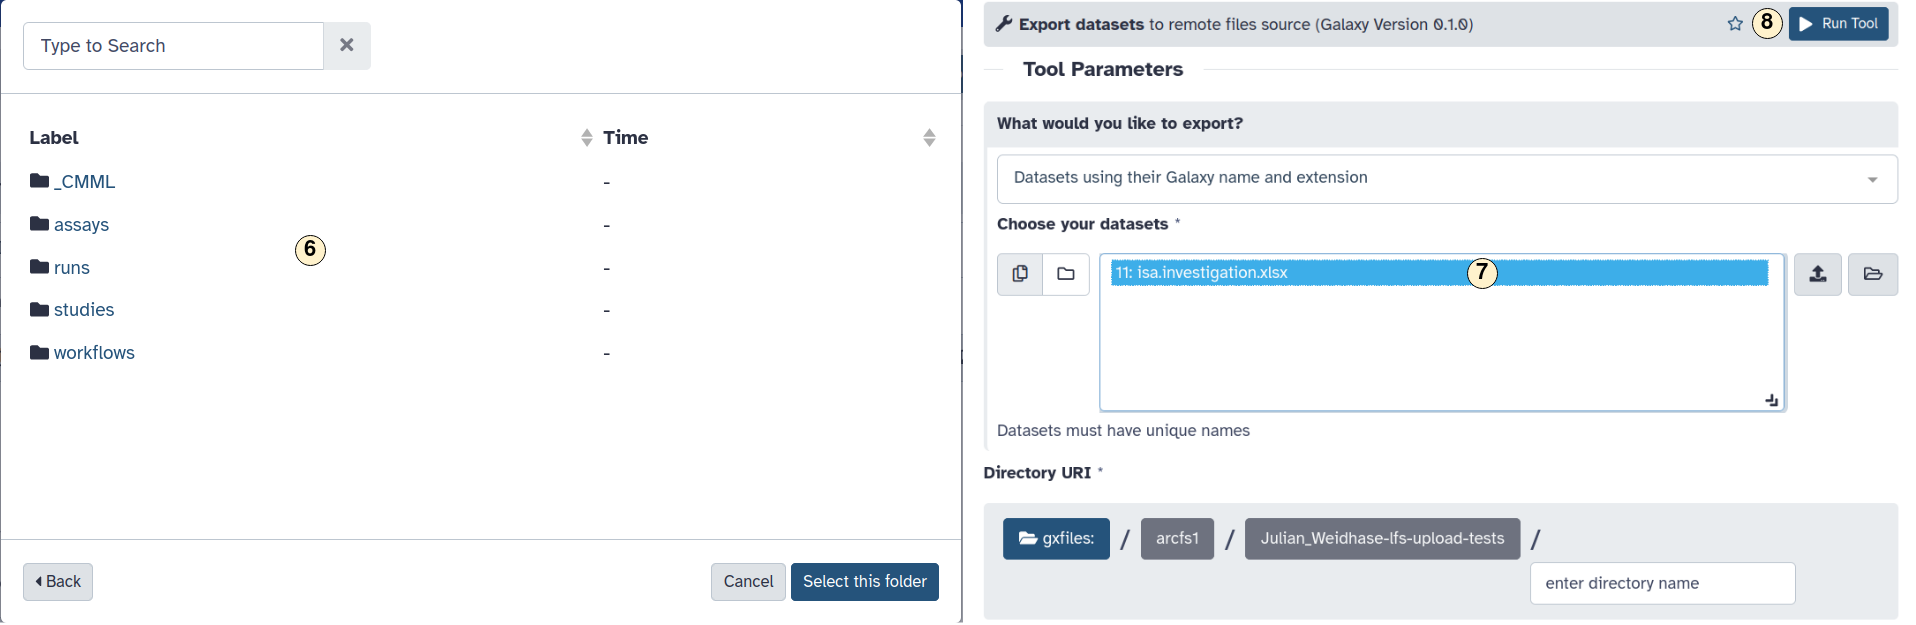 Type to Search
Label
Time
_CMML
-
assays
-
6
runs
-
studies
-
workflows
-
Back
Cancel
Select this folder
Export datasets to remote files source (Galaxy Version 0.1.0)
8
Run Tool
Tool Parameters
What would you like to export?
Datasets using their Galaxy name and extension
Choose your datasets *
11: isa.investigation.xlsx
7
Datasets must have unique names
Directory URI *
gxfiles: / arcfs1 / Julian_Weidhase-lfs-upload-tests /
enter directory name